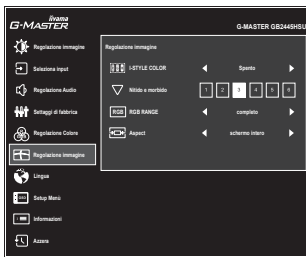 iiyama
G-MASTER
G-MASTER GB2445HSU
Regolazione immagine
Seleziona input
Regolazione Audio
Settaggi di fabbrica
Regolazione Colore
Regolazione immagine
Lingua
Setup Menù
Informazioni
Azzera
Regolazione immagine
I-STYLE COLOR
Spento
Nitido e morbido
1 2 3 4 5 6
RGB
RGB RANGE
completo
Aspect
schermo intero